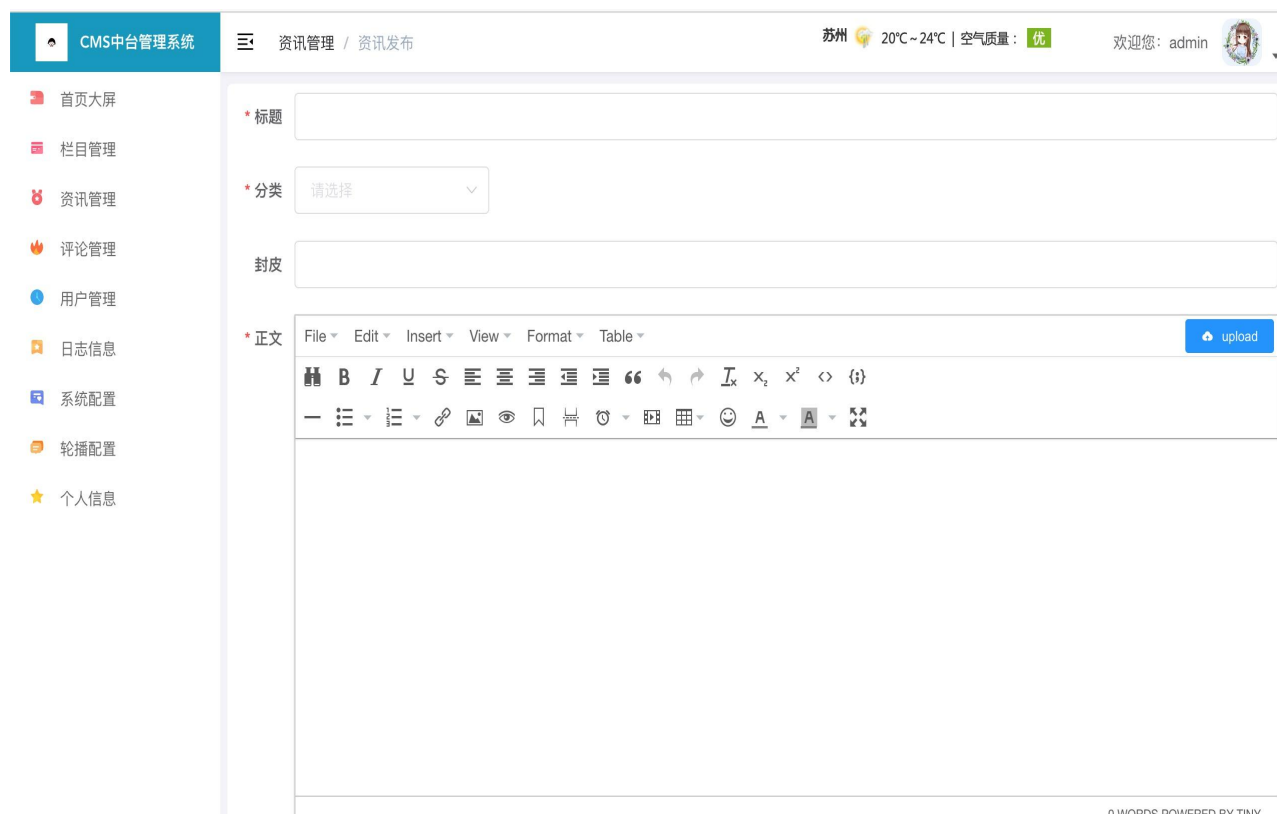 CMS中台管理系统
资讯管理 / 资讯发布
苏州 20℃~24℃ | 空气质量： 优
欢迎您：admin
首页大屏
栏目管理
资讯管理
评论管理
用户管理
日志信息
系统配置
轮播配置
个人信息
* 标题
* 分类 请选择
封皮
* 正文
File Edit Insert View Format Table
upload
0 WORDS POWERED BY TINY